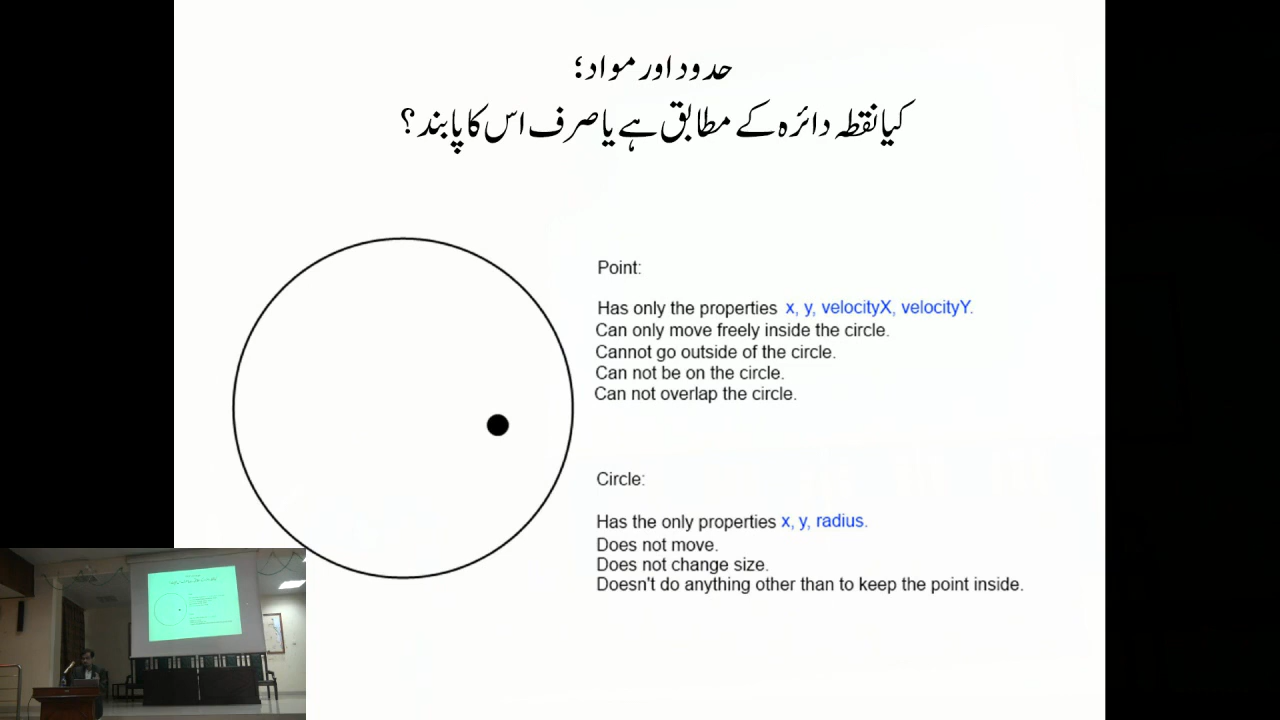 حدود اور مواد؛
کیا نقطہ دائرہ کے مطابق ہے یا صرف اس کا پابند؟
Point:
Has only the properties x, y, velocityX, velocityY.
Can only move freely inside the circle.
Cannot go outside of the circle.
Can not be on the circle.
Can not overlap the circle.
Circle:
Has the only properties x, y, radius.
Does not move.
Does not change size.
Doesn't do anything other than to keep the point inside.